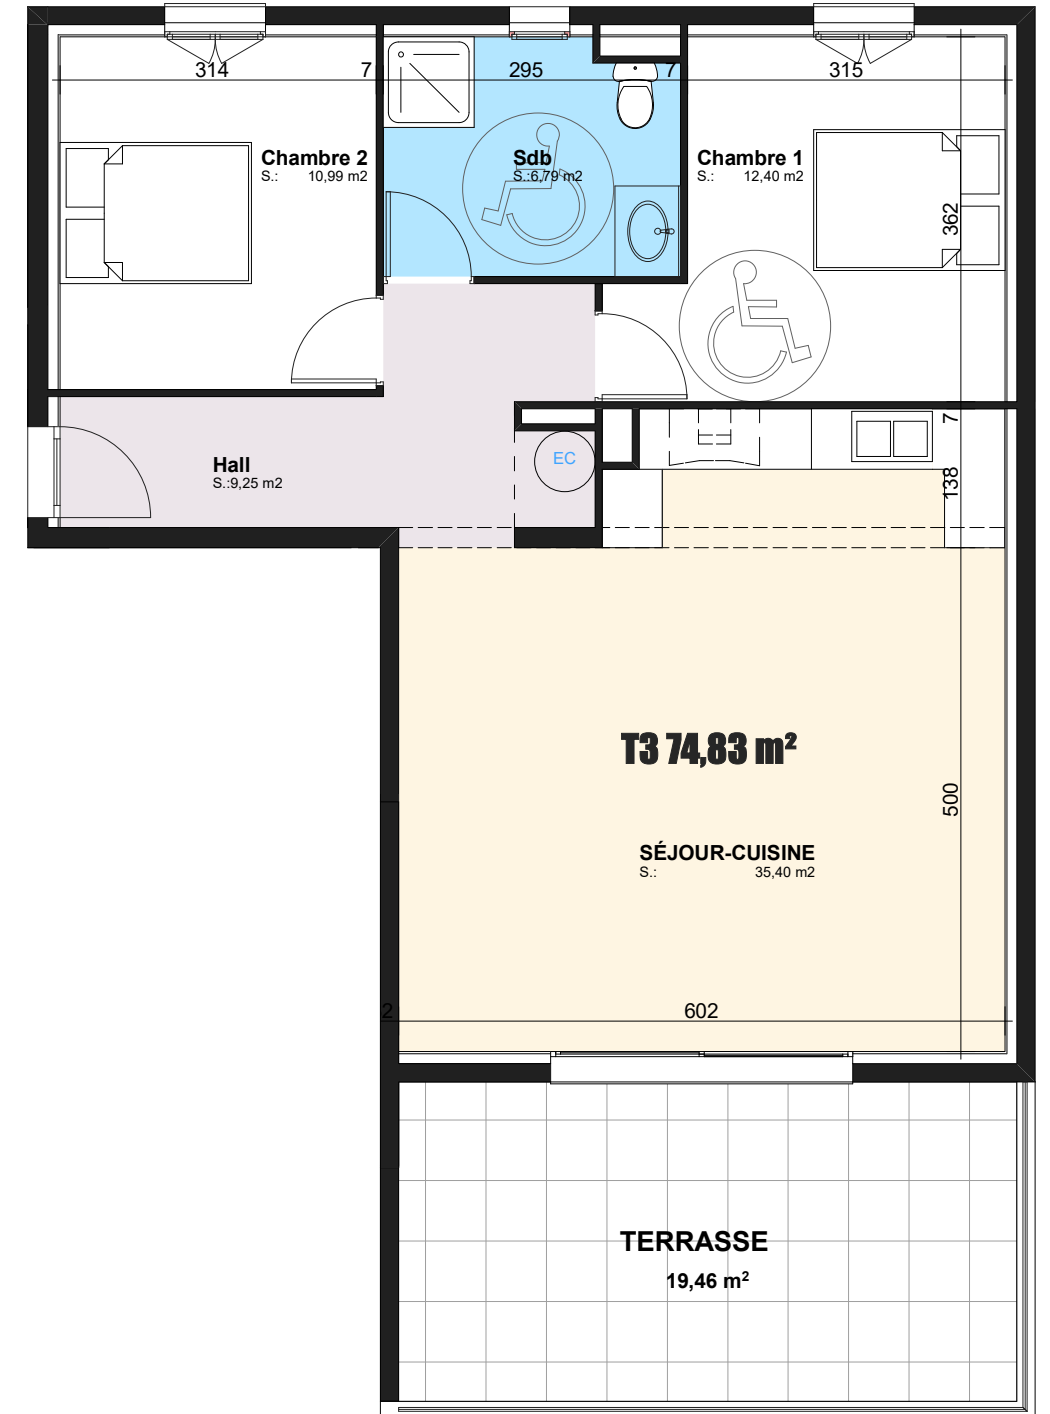 314
7
295
7
315
Chambre 2
S.: 10,99 m2
Sdb
S.:6,79 m2
Chambre 1
S.: 12,40 m2
362
7
Hall
S.:9,25 m2
EC
138
T3 74,83 m²
500
SÉJOUR-CUISINE
S.: 35,40 m2
2
602
TERRASSE
19,46 m²